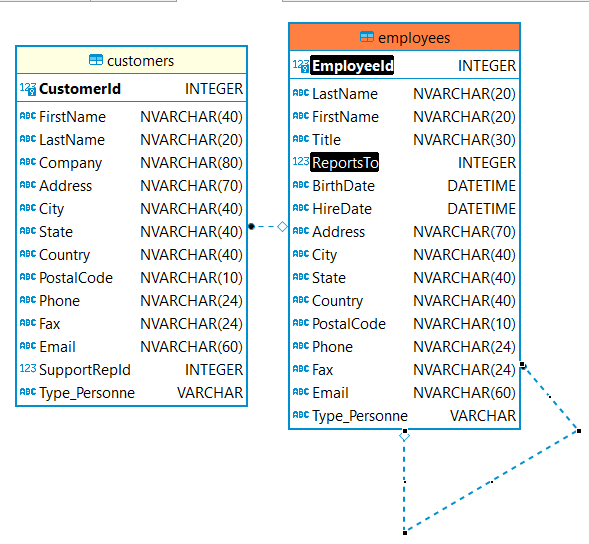 customers
123 CustomerId INTEGER
ABC FirstName NVARCHAR(40)
ABC LastName NVARCHAR(20)
ABC Company NVARCHAR(80)
ABC Address NVARCHAR(70)
ABC City NVARCHAR(40)
ABC State NVARCHAR(40)
ABC Country NVARCHAR(40)
ABC PostalCode NVARCHAR(10)
ABC Phone NVARCHAR(24)
ABC Fax NVARCHAR(24)
ABC Email NVARCHAR(60)
123 SupportRepId INTEGER
ABC Type_Personne VARCHAR
employees
123 EmployeeId INTEGER
ABC LastName NVARCHAR(20)
ABC FirstName NVARCHAR(20)
ABC Title NVARCHAR(30)
123 ReportsTo INTEGER
ABC BirthDate DATETIME
ABC HireDate DATETIME
ABC Address NVARCHAR(70)
ABC City NVARCHAR(40)
ABC State NVARCHAR(40)
ABC Country NVARCHAR(40)
ABC PostalCode NVARCHAR(10)
ABC Phone NVARCHAR(24)
ABC Fax NVARCHAR(24)
ABC Email NVARCHAR(60)
ABC Type_Personne VARCHAR